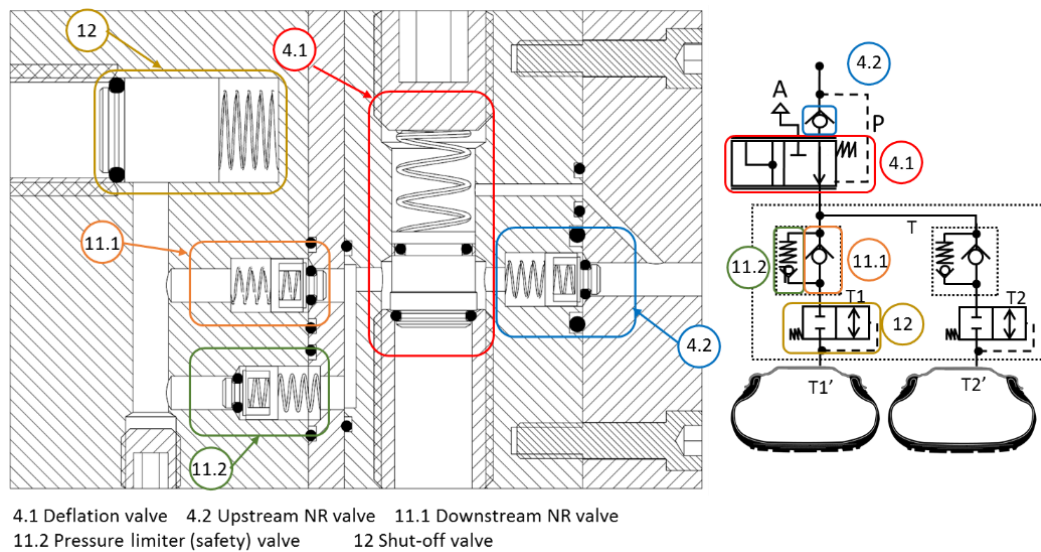 12
4.1
11.1
11.2
4.2
4.2
A
P
4.1
T
11.2
11.1
T1
T2
12
T1’
T2’
4.1 Deflation valve 4.2 Upstream NR valve 11.1 Downstream NR valve
11.2 Pressure limiter (safety) valve 12 Shut-off valve